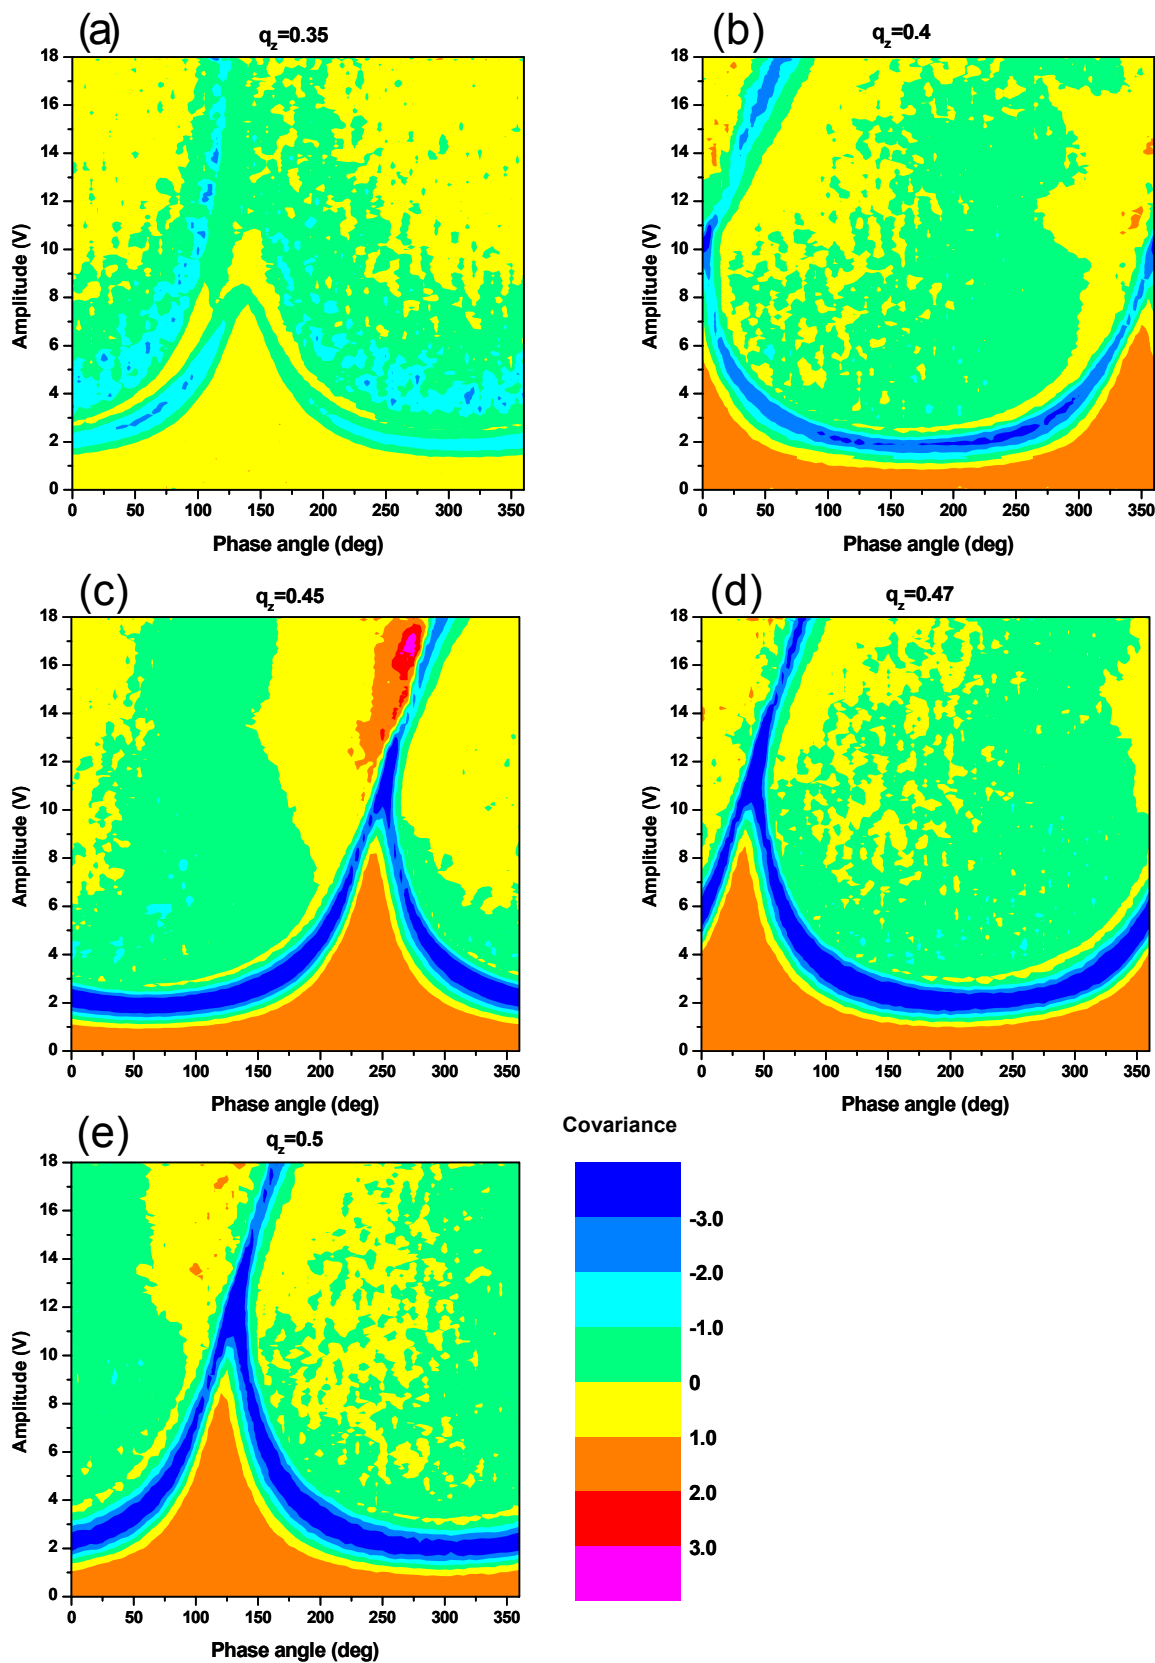 (a)
q_z=0.35
18
16
14
12
10
8
6
4
2
0
Amplitude (V)
0 50 100 150 200 250 300 350
Phase angle (deg)
(b)
q_z=0.4
18
16
14
12
10
8
6
4
2
0
Amplitude (V)
0 50 100 150 200 250 300 350
Phase angle (deg)
(c)
q_z=0.45
18
16
14
12
10
8
6
4
2
0
Amplitude (V)
0 50 100 150 200 250 300 350
Phase angle (deg)
(d)
q_z=0.47
18
16
14
12
10
8
6
4
2
0
Amplitude (V)
0 50 100 150 200 250 300 350
Phase angle (deg)
(e)
q_z=0.5
18
16
14
12
10
8
6
4
2
0
Amplitude (V)
0 50 100 150 200 250 300 350
Phase angle (deg)
Covariance
-3.0
-2.0
-1.0
0
1.0
2.0
3.0